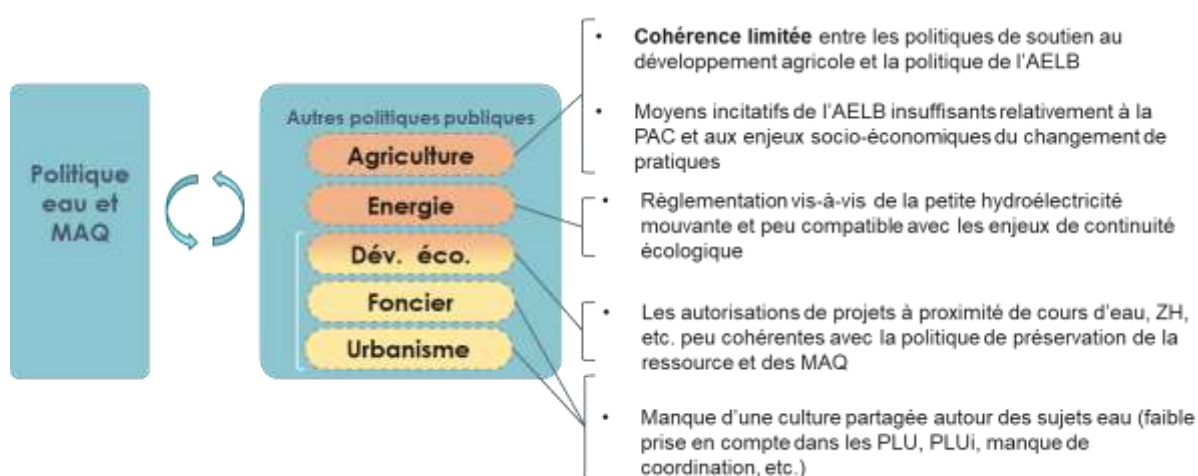 Politique
eau et
MAQ
Autres politiques publiques
Agriculture
Energie
Dév. éco.
Foncier
Urbanisme
• Cohérence limitée entre les politiques de soutien au
développement agricole et la politique de l'AELB
• Moyens incitatifs de l'AELB insuffisants relativement à la
PAC et aux enjeux socio-économiques du changement de
pratiques
• Règlementation vis-à-vis de la petite hydroélectricité
mouvante et peu compatible avec les enjeux de continuité
écologique
• Les autorisations de projets à proximité de cours d'eau, ZH,
etc. peu cohérentes avec la politique de préservation de la
ressource et des MAQ
• Manque d'une culture partagée autour des sujets eau (faible
prise en compte dans les PLU, PLUi, manque de
coordination, etc.)